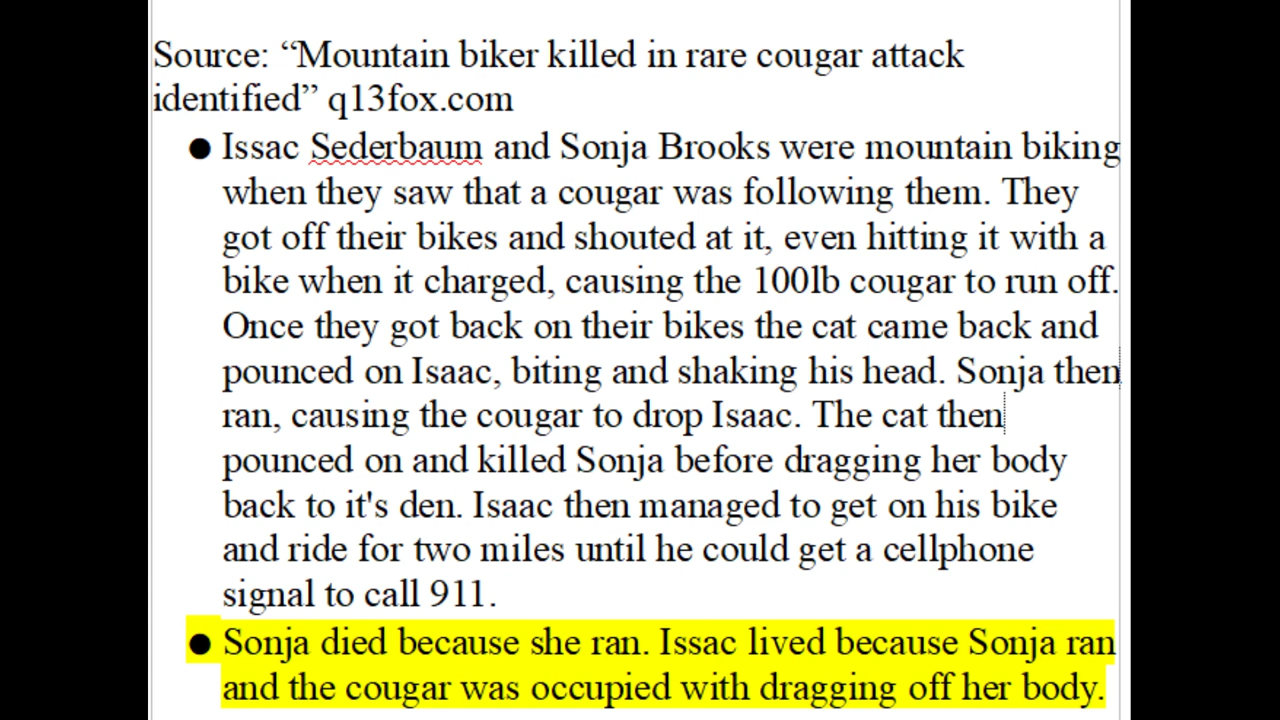 Source: “Mountain biker killed in rare cougar attack
identified” q13fox.com
● Issac Sederbaum and Sonja Brooks were mountain biking
when they saw that a cougar was following them. They
got off their bikes and shouted at it, even hitting it with a
bike when it charged, causing the 100lb cougar to run off.
Once they got back on their bikes the cat came back and
pounced on Isaac, biting and shaking his head. Sonja then
ran, causing the cougar to drop Isaac. The cat then
pounced on and killed Sonja before dragging her body
back to it's den. Isaac then managed to get on his bike
and ride for two miles until he could get a cellphone
signal to call 911.
● Sonja died because she ran. Issac lived because Sonja ran
and the cougar was occupied with dragging off her body.